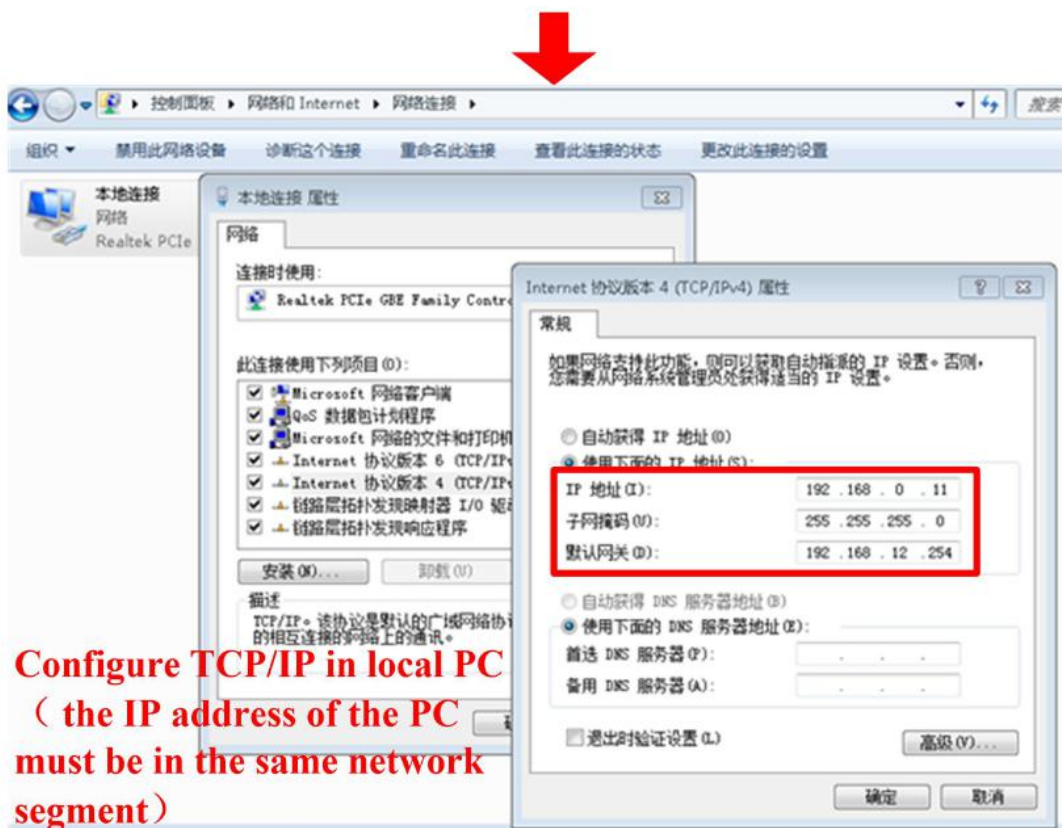 控制面板 网络和 Internet 网络连接
组织 禁用此网络设备 诊断这个连接 重命名此连接 查看此连接的状态 更改此连接的设置
本地连接
网络
Realtek PCIe
本地连接 属性
网络
连接时使用:
Realtek PCIe GBE Family Contro
此连接使用下列项目(O):
Microsoft 网络客户端
QoS 数据包计划程序
Microsoft 网络的文件和打印机
Internet 协议版本 6 (TCP/IPv
Internet 协议版本 4 (TCP/IPv
链路层拓扑发现映射器 I/O 驱动
链路层拓扑发现响应程序
安装(N)... 卸载(U)
描述
TCP/IP。该协议是默认的广域网络协议
的相互连接的网络上的通讯。
Internet 协议版本 4 (TCP/IPv4) 属性
常规
如果网络支持此功能，则可以获取自动指派的 IP 设置。否则，
您需要从网络系统管理员处获得适当的 IP 设置。
自动获得 IP 地址(O)
使用下面的 IP 地址(S):
IP 地址(I): 192 .168 . 0 . 11
子网掩码(U): 255 .255 .255 . 0
默认网关(D): 192 .168 . 12 .254
自动获得 DNS 服务器地址(B)
使用下面的 DNS 服务器地址(E):
首选 DNS 服务器(P):
备用 DNS 服务器(A):
退出时验证设置(L) 高级(V)...
确定 取消
Configure TCP/IP in local PC
（ the IP address of the PC
must be in the same network
segment）